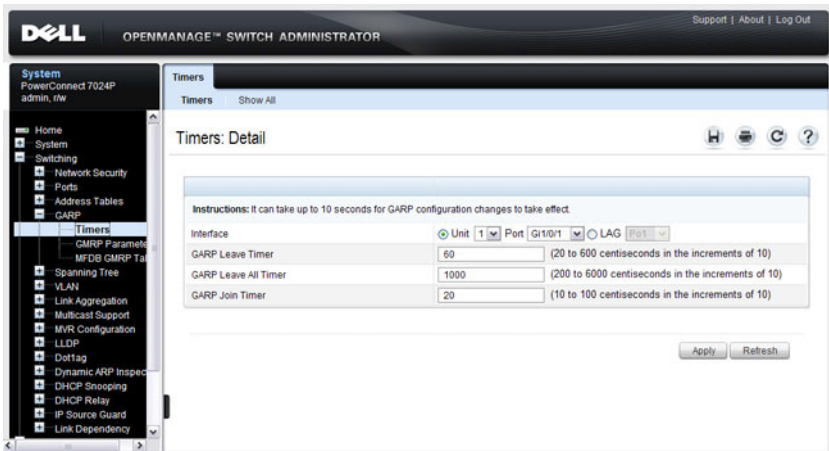 Support | About | Log Out
DELL
OPENMANAGE™ SWITCH ADMINISTRATOR
System
PowerConnect 7024P
admin, r/w
Home
System
Switching
Network Security
Ports
Address Tables
GARP
Timers
GMRP Paramete
MFDB GMRP Tal
Spanning Tree
VLAN
Link Aggregation
Multicast Support
MVR Configuration
LLDP
Dot1ag
Dynamic ARP Inspec
DHCP Snooping
DHCP Relay
IP Source Guard
Link Dependency
Timers
Timers Show All
Timers: Detail
Instructions: It can take up to 10 seconds for GARP configuration changes to take effect.
Interface Unit 1 Port Gi1/0/1 LAG Po1
GARP Leave Timer 60 (20 to 600 centiseconds in the increments of 10)
GARP Leave All Timer 1000 (200 to 6000 centiseconds in the increments of 10)
GARP Join Timer 20 (10 to 100 centiseconds in the increments of 10)
Apply Refresh